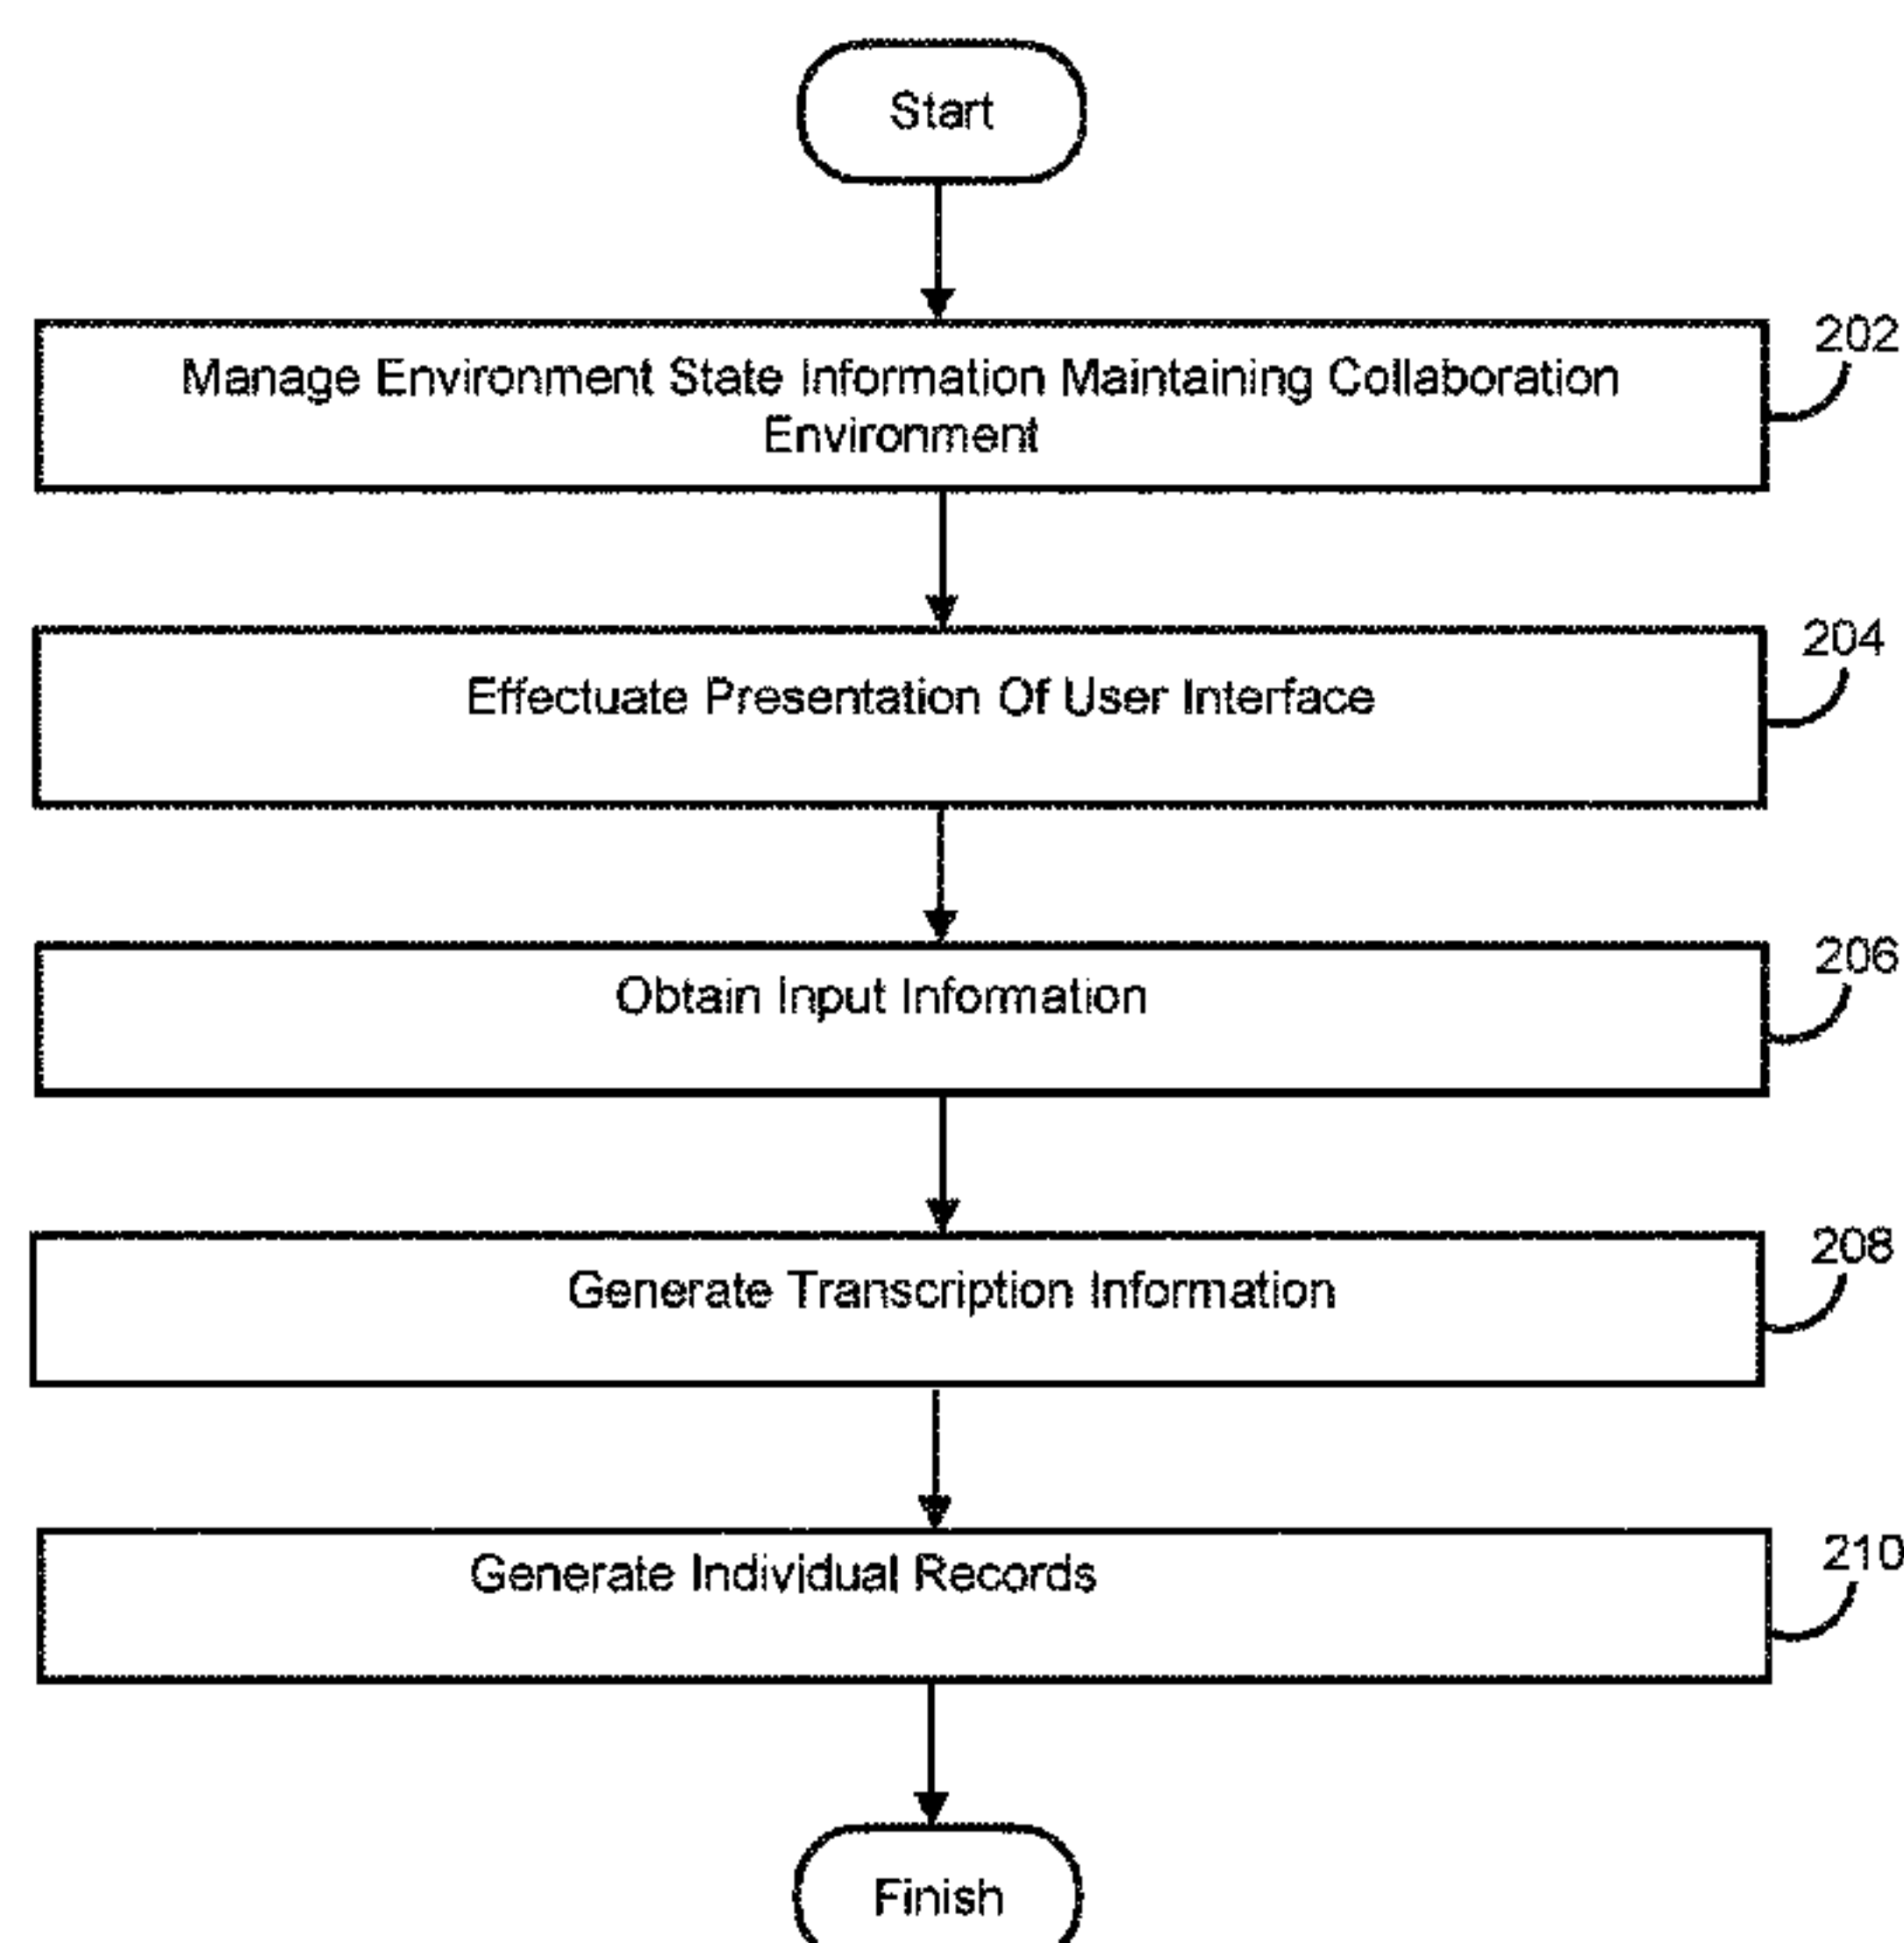 Start
202
Manage Environment State Information Maintaining Collaboration
Environment
204
Effectuate Presentation Of User Interface
206
Obtain Input Information
208
Generate Transcription Information
210
Generate Individual Records
Finish